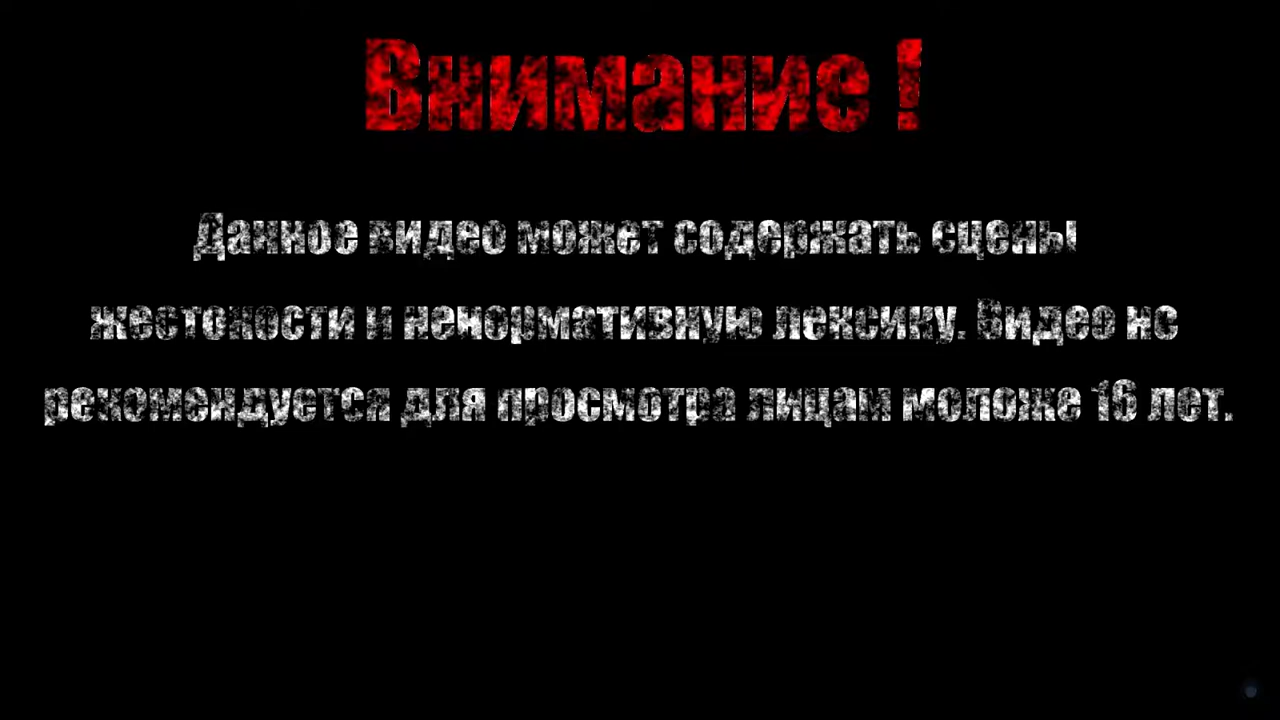 Внимание !
Данное видео может содержать сцены
жестокости и ненормативную лексику. Видео не
рекомендуется для просмотра лицам моложе 16 лет.